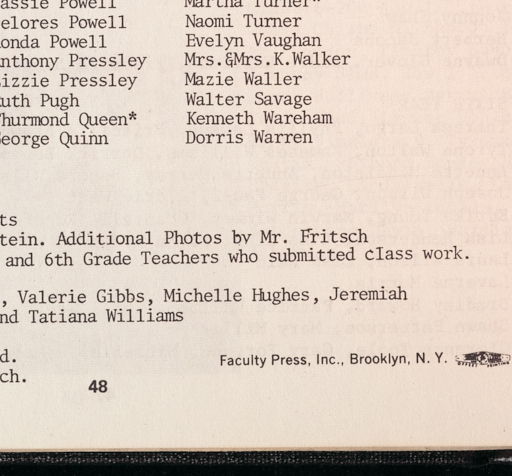 assie Powell Martha Turner*
elores Powell Naomi Turner
onda Powell Evelyn Vaughan
nthony Pressley Mrs.&Mrs.K.Walker
izzie Pressley Mazie Waller
uth Pugh Walter Savage
hurmond Queen* Kenneth Wareham
eorge Quinn Dorris Warren
ts
tein. Additional Photos by Mr. Fritsch
and 6th Grade Teachers who submitted class work.
, Valerie Gibbs, Michelle Hughes, Jeremiah
nd Tatiana Williams
d.
Faculty Press, Inc., Brooklyn, N. Y.
ch.
48